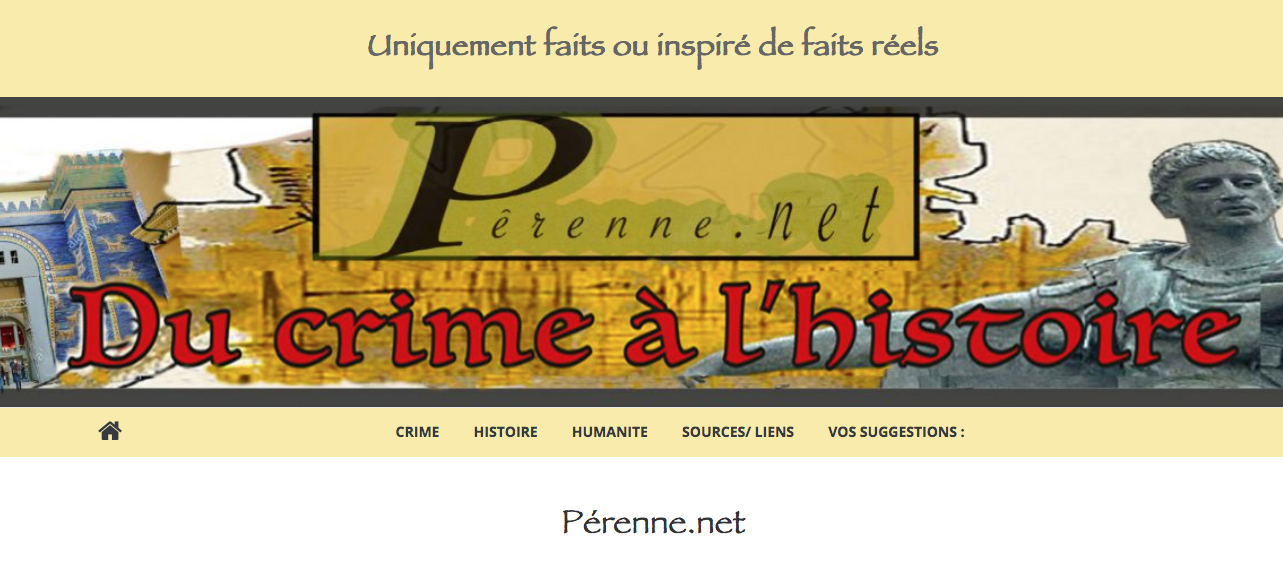 Uniquement faits ou inspiré de faits réels
Pêrenne.net
Du crime à l'histoire
CRIME HISTOIRE HUMANITE SOURCES/ LIENS VOS SUGGESTIONS :
Pérenne.net